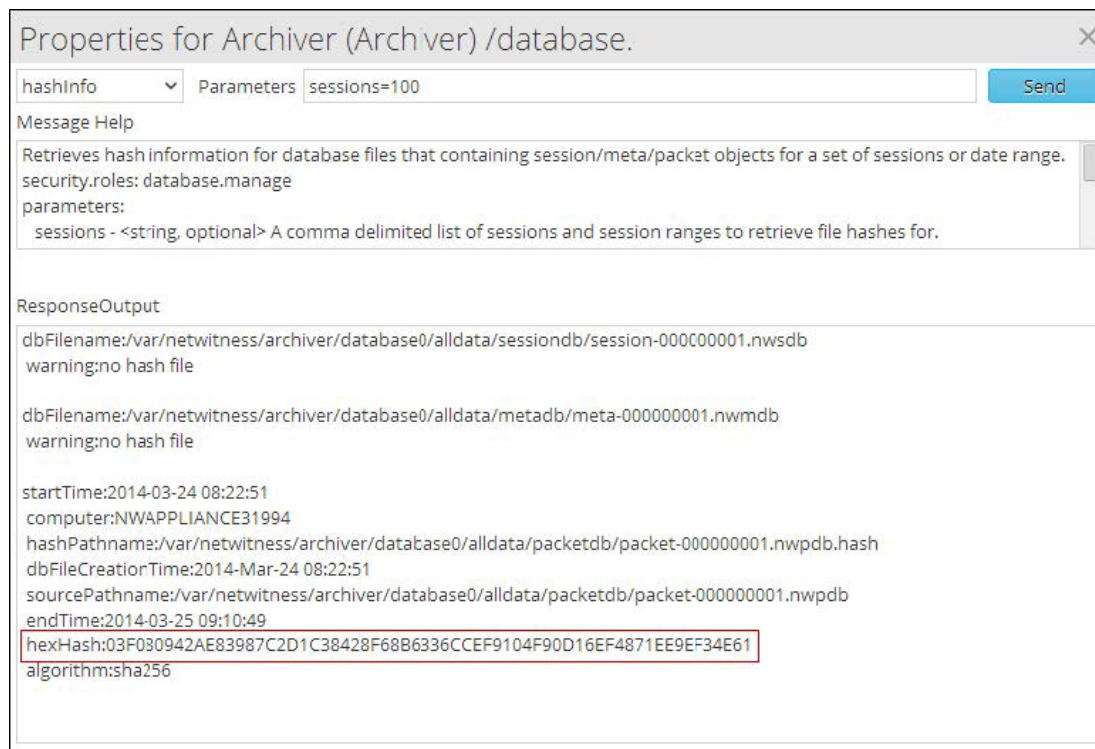 Properties for Archiver (Archiver) /database.
hashInfo Parameters sessions=100 Send
Message Help
Retrieves hash information for database files that containing session/meta/packet objects for a set of sessions or date range.
security.roles: database.manage
parameters:
sessions - <string, optional> A comma delimited list of sessions and session ranges to retrieve file hashes for.
ResponseOutput
dbFilename:/var/netwitness/archiver/database0/alldata/sessiondb/session-000000001.nwsdb
warning:no hash file
dbFilename:/var/netwitness/archiver/database0/alldata/metadb/meta-000000001.nwmdb
warning:no hash file
startTime:2014-03-24 08:22:51
computer:NWAPPLIANCE31994
hashPathname:/var/netwitness/archiver/database0/alldata/packetdb/packet-000000001.nwpdb.hash
dbFileCreationTime:2014-Mar-24 08:22:51
sourcePathname:/var/netwitness/archiver/database0/alldata/packetdb/packet-000000001.nwpdb
endTime:2014-03-25 09:10:49
hexHash:03F080942AE83987C2D1C38428F68B6336CCEF9104F90D16EF4871EE9EF34E61
algorithm:sha256